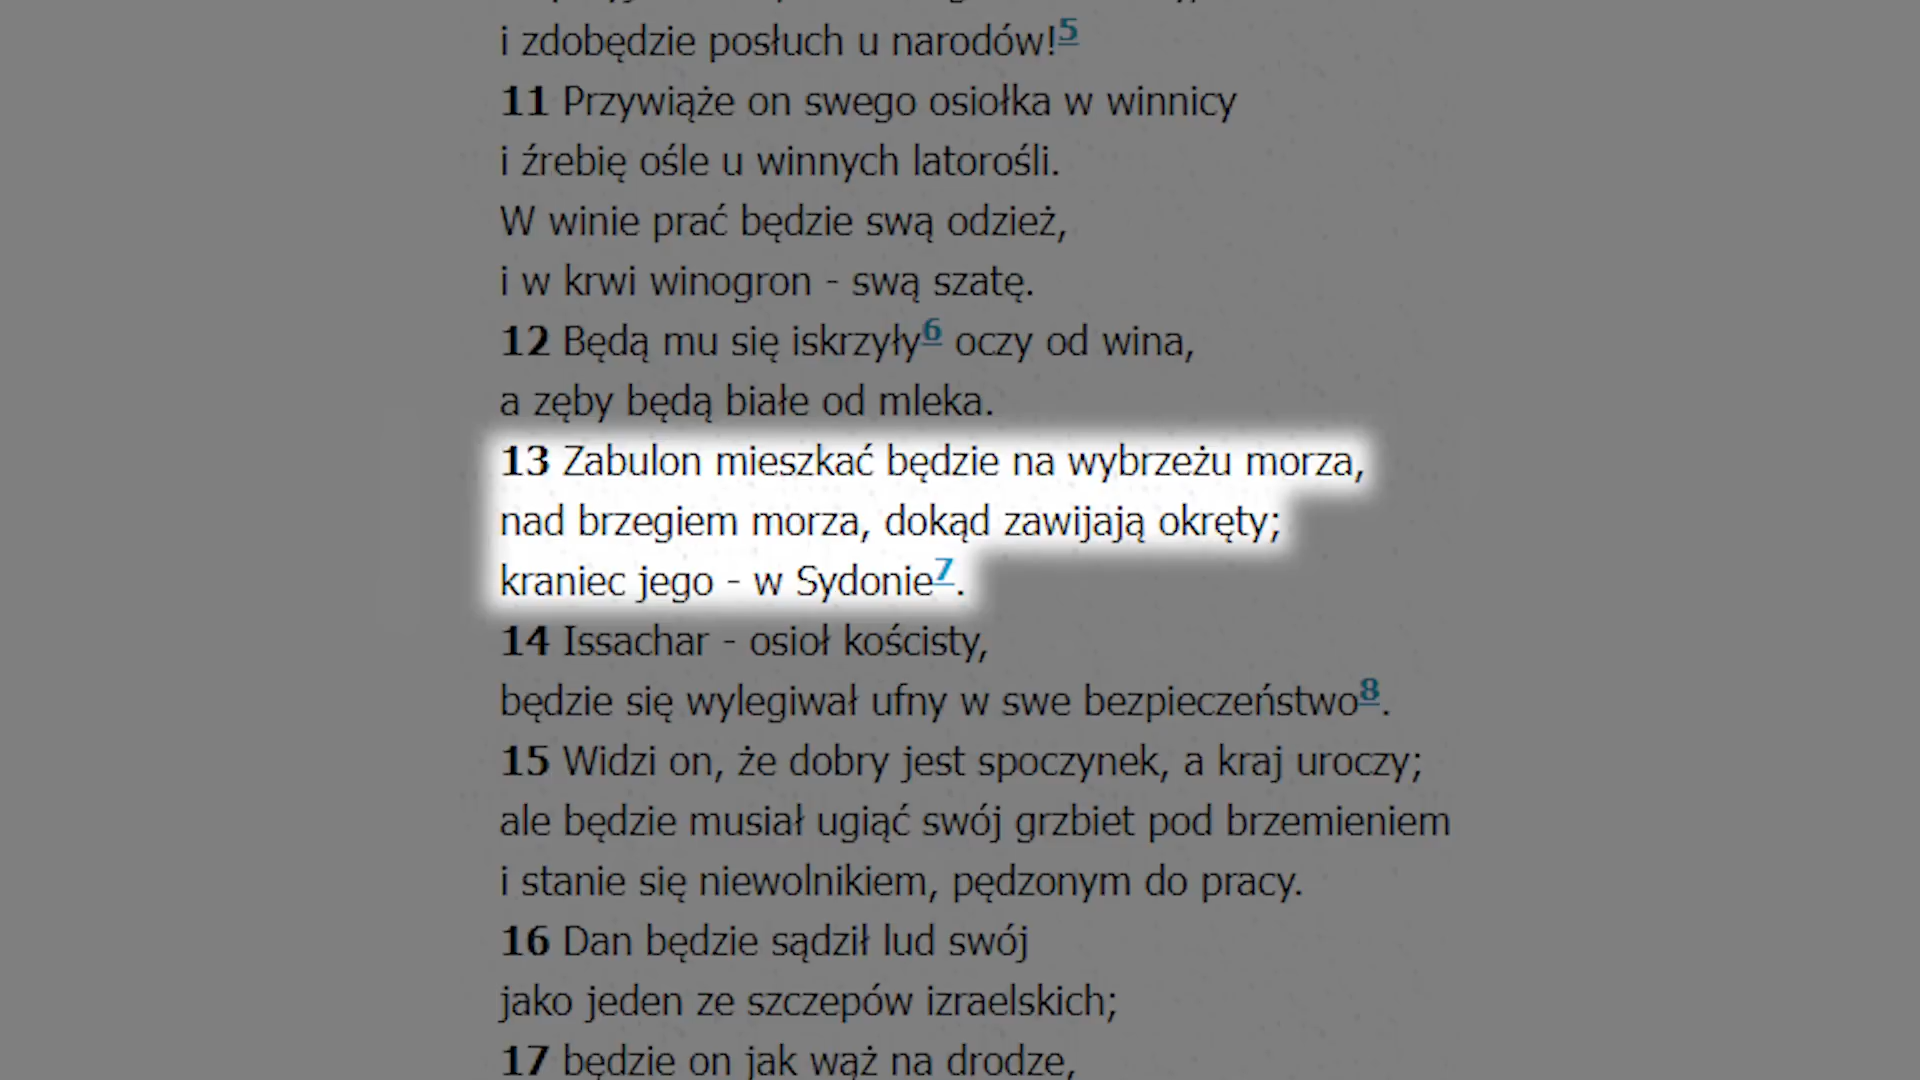 i zdobędzie posłuch u narodów!5
11 Przywiąże on swego osiołka w winnicy
i źrebię ośle u winnych latorośli.
W winie prać będzie swą odzież,
i w krwi winogron - swą szatę.
12 Będą mu się iskrzyły6 oczy od wina,
a zęby będą białe od mleka.
13 Zabulon mieszkać będzie na wybrzeżu morza,
nad brzegiem morza, dokąd zawijają okręty;
kraniec jego - w Sydonie7.
14 Issachar - osioł kościsty,
będzie się wylegiwał ufny w swe bezpieczeństwo8.
15 Widzi on, że dobry jest spoczynek, a kraj uroczy;
ale będzie musiał ugiąć swój grzbiet pod brzemieniem
i stanie się niewolnikiem, pędzonym do pracy.
16 Dan będzie sądził lud swój
jako jeden ze szczepów izraelskich;
17 będzie on jak wąż na drodze,